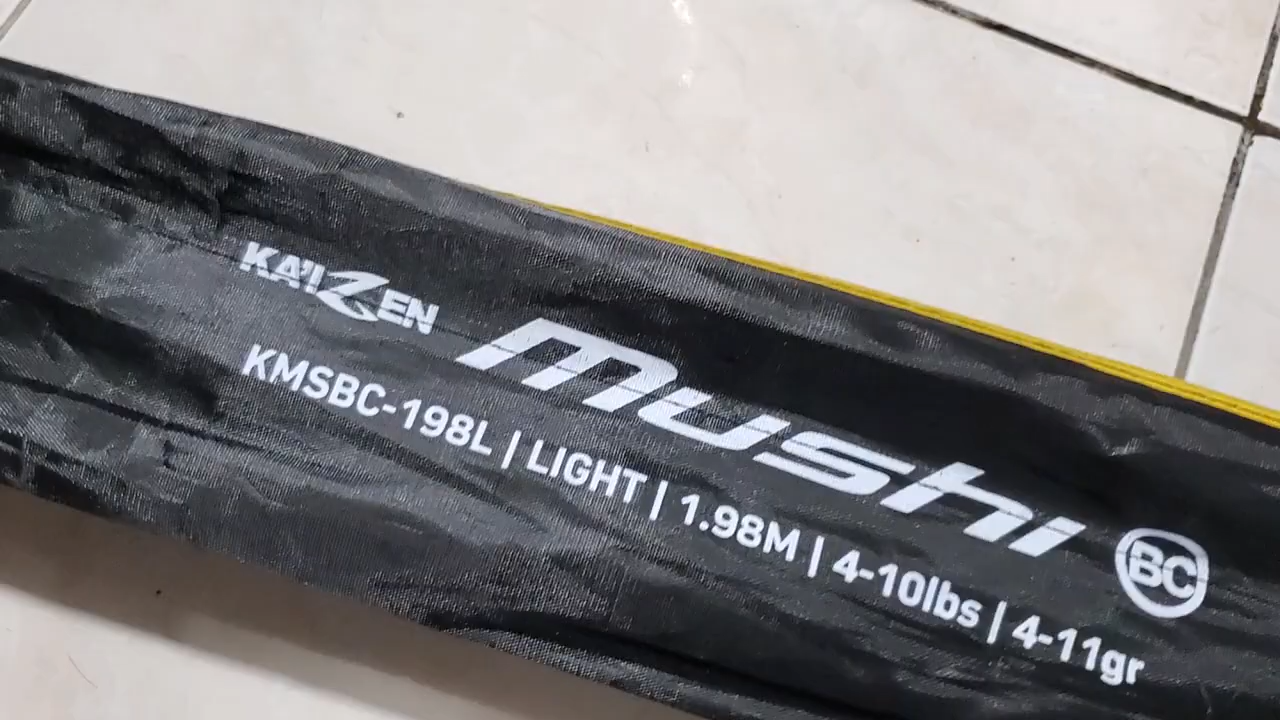 KAIZEN mushi BC
KMSBC-198L | LIGHT | 1.98M | 4-10lbs | 4-11gr